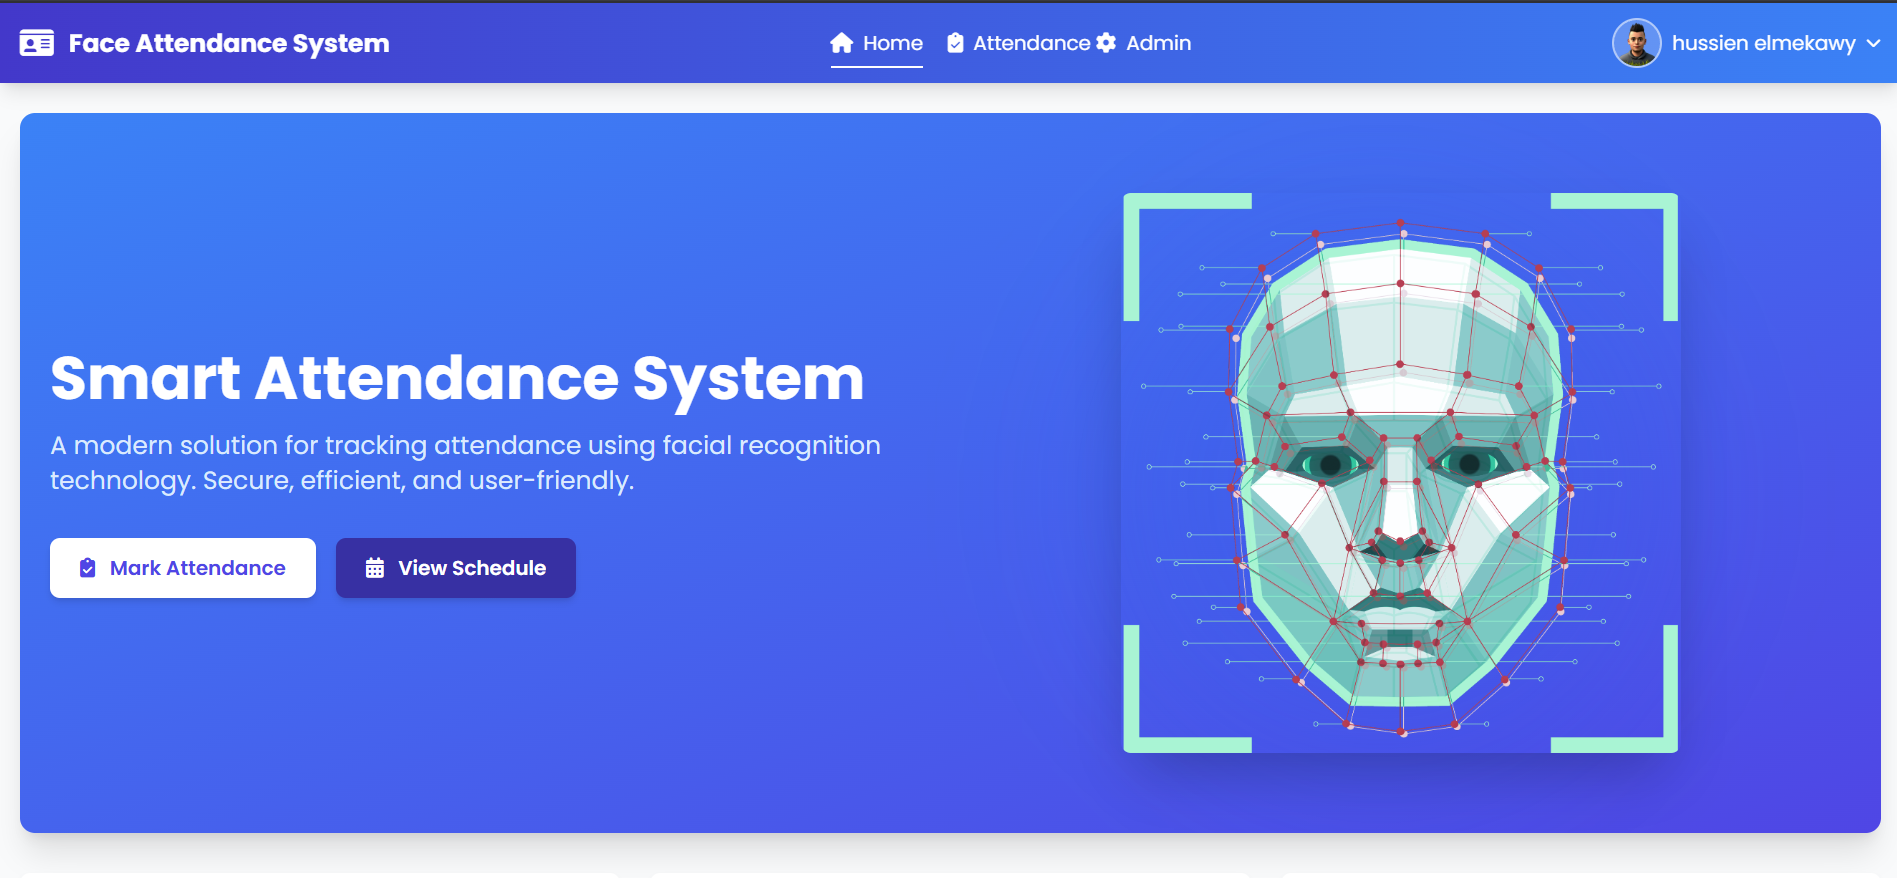 Face Attendance System
Home
Attendance
Admin
hussien elmekawy
Smart Attendance System
A modern solution for tracking attendance using facial recognition
technology. Secure, efficient, and user-friendly.
Mark Attendance
View Schedule